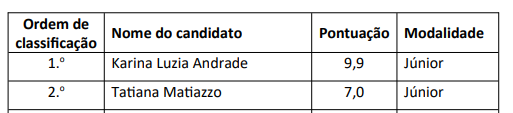 Ordem de classificação Nome do candidato Pontuação Modalidade
1.º Karina Luzia Andrade 9,9 Júnior
2.º Tatiana Matiazzo 7,0 Júnior